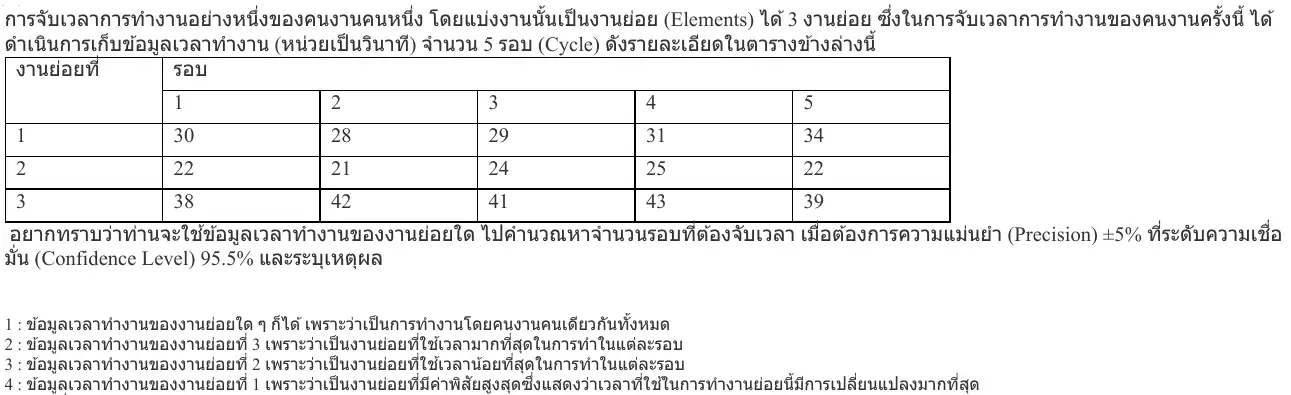 การจับเวลาการทำงานอย่างหนึ่งของคนงานคนหนึ่ง โดยแบ่งงานนั้นเป็นงานย่อย (Elements) ได้ 3 งานย่อย ซึ่งในการจับเวลาการทำงานของคนงานครั้งนี้ ได้
ดำเนินการเก็บข้อมูลเวลาทำงาน (หน่วยเป็นวินาที) จำนวน 5 รอบ (Cycle) ดังรายละเอียดในตารางข้างล่างนี้
งานย่อยที่ รอบ
1 2 3 4 5
1 30 28 29 31 34
2 22 21 24 25 22
3 38 42 41 43 39
อยากทราบว่าท่านจะใช้ข้อมูลเวลาทำงานของงานย่อยใด ไปคำนวณหาจำนวนรอบที่ต้องจับเวลา เมื่อต้องการความแม่นยำ (Precision) ±5% ที่ระดับความเชื่อ
มั่น (Confidence Level) 95.5% และระบุเหตุผล
1 : ข้อมูลเวลาทำงานของงานย่อยใด ๆ ก็ได้ เพราะว่าเป็นการทำงานโดยคนงานคนเดียวกันทั้งหมด
2 : ข้อมูลเวลาทำงานของงานย่อยที่ 3 เพราะว่าเป็นงานย่อยที่ใช้เวลามากที่สุดในการทำในแต่ละรอบ
3 : ข้อมูลเวลาทำงานของงานย่อยที่ 2 เพราะว่าเป็นงานย่อยที่ใช้เวลาน้อยที่สุดในการทำในแต่ละรอบ
4 : ข้อมูลเวลาทำงานของงานย่อยที่ 1 เพราะว่าเป็นงานย่อยที่มีค่าพิสัยสูงสุดซึ่งแสดงว่าเวลาที่ใช้ในการทำงานย่อยนี้มีการเปลี่ยนแปลงมากที่สุด